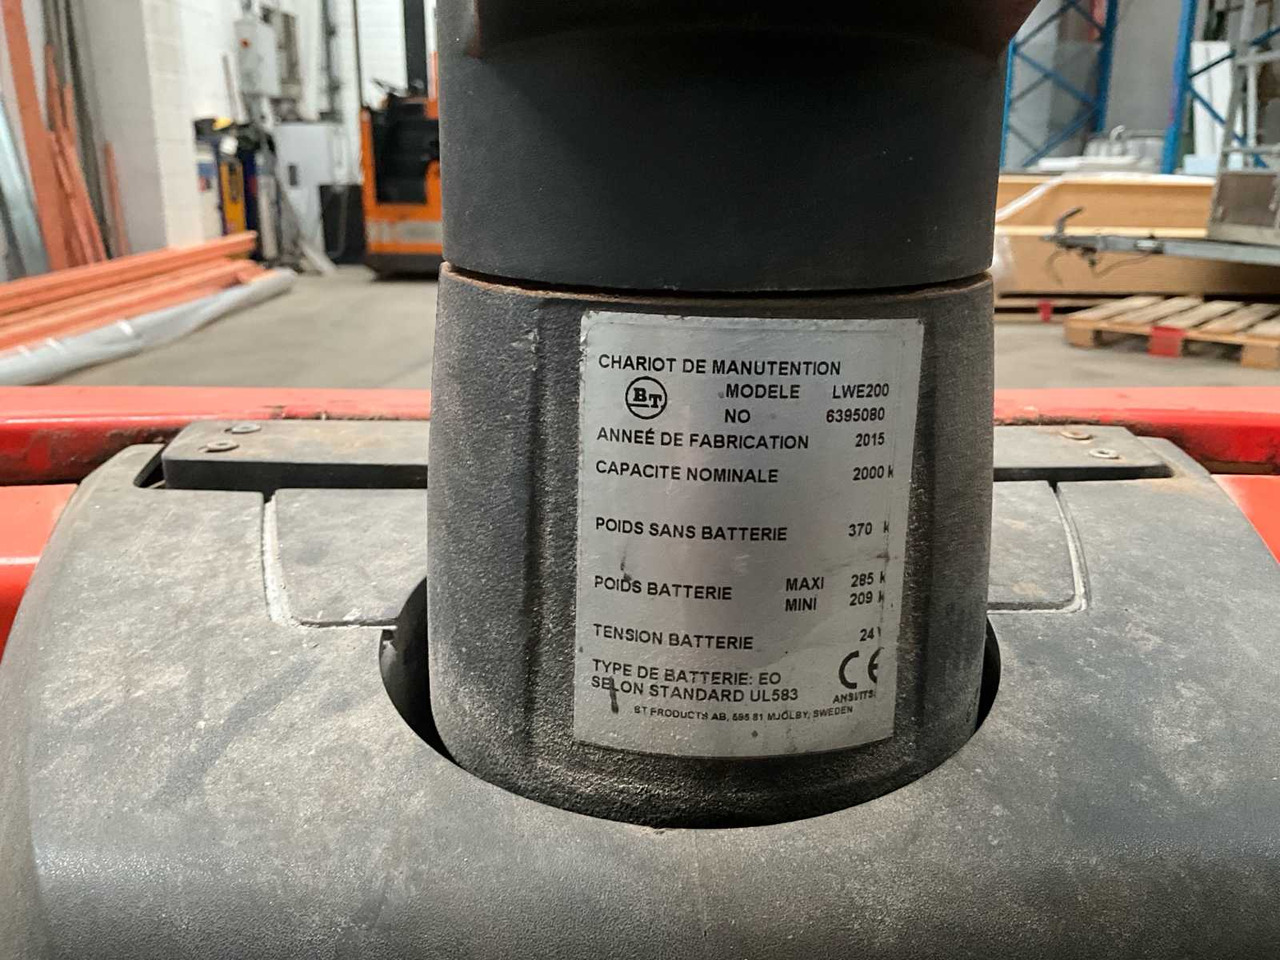 CHARIOT DE MANUTENTION
BT
MODELE LWE200
NO 6395080
ANNEÉ DE FABRICATION 2015
CAPACITE NOMINALE 2000 k
POIDS SANS BATTERIE 370 k
POIDS BATTERIE MAXI 285 k
MINI 209 k
TENSION BATTERIE 24
TYPE DE BATTERIE: EO
SELON STANDARD UL583
CE
BT PRODUCTS AB, 595 81 MJÖLBY, SWEDEN